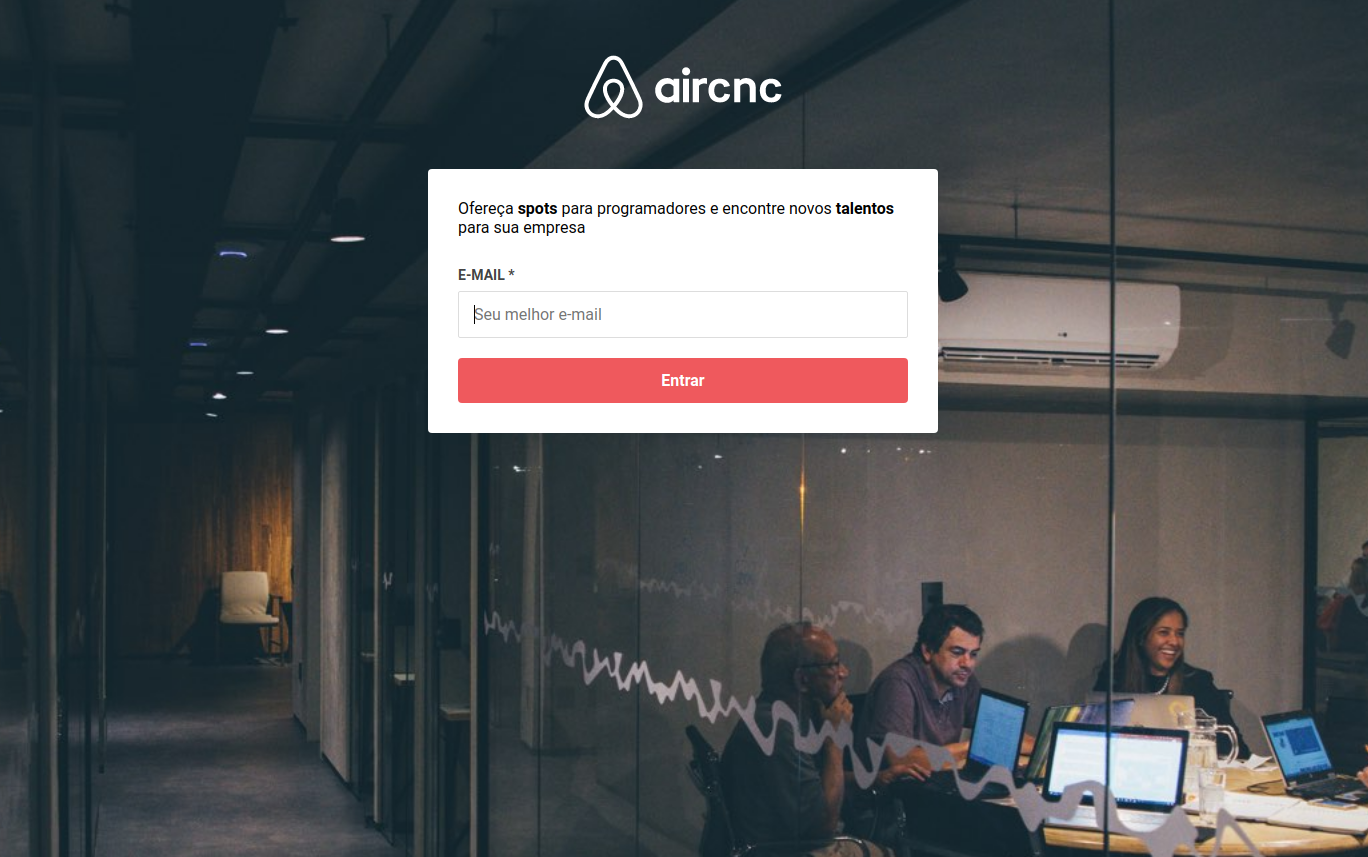 aircnc
Ofereça spots para programadores e encontre novos talentos
para sua empresa
E-MAIL *
Seu melhor e-mail
Entrar